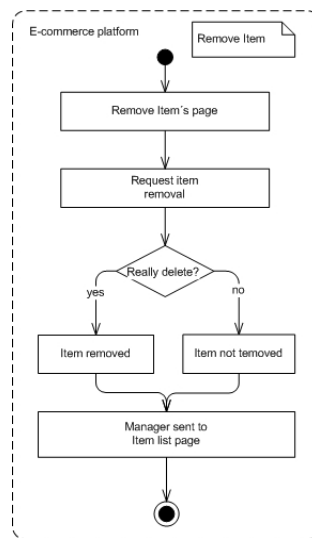 E-commerce platform
Remove Item
Remove Item´s page
Request item
removal
Really delete?
yes
no
Item removed
Item not temoved
Manager sent to
Item list page